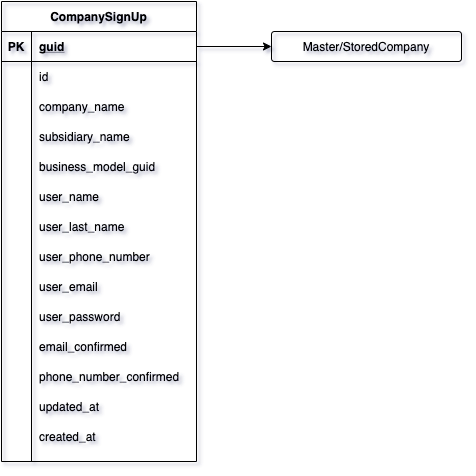 CompanySignUp
PK guid
Master/StoredCompany
id
company_name
subsidiary_name
business_model_guid
user_name
user_last_name
user_phone_number
user_email
user_password
email_confirmed
phone_number_confirmed
updated_at
created_at